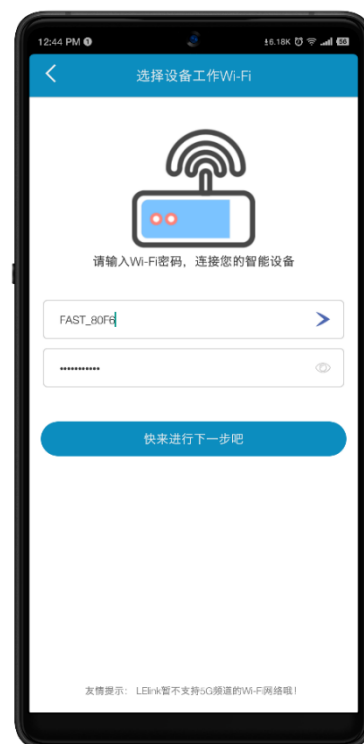 12:44 PM
6.18K
56
选择设备工作Wi-Fi
请输入Wi-Fi密码，连接您的智能设备
FAST_80F6
•••••••••••
快来进行下一步吧
友情提示： LElink暂不支持5G频道的Wi-Fi网络哦！